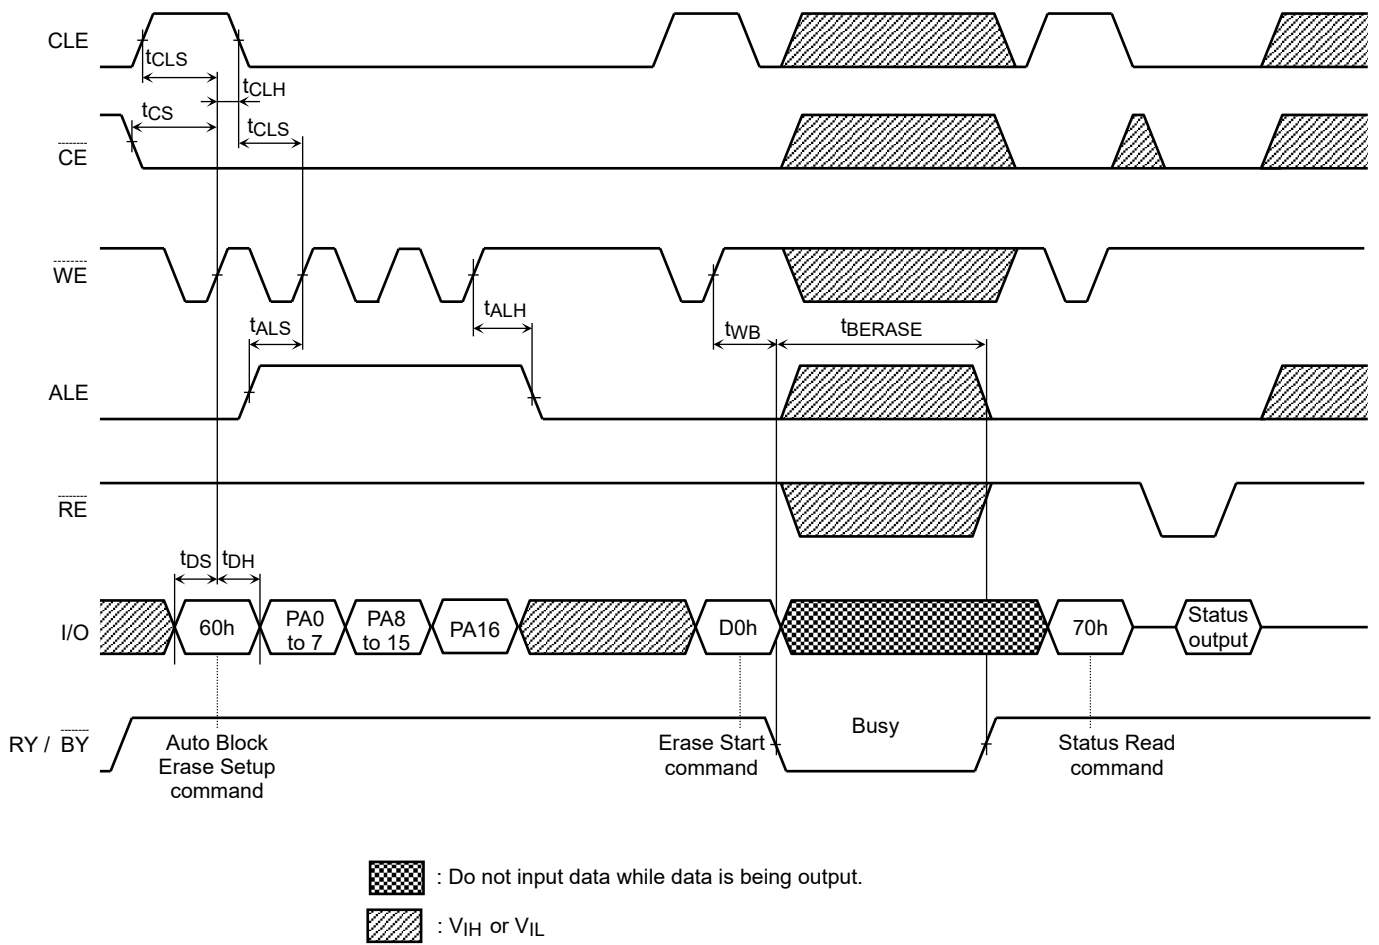 CLE
tCLS
tCLH
tCS
tCLS
CE
WE
tALS
tALH
tWB
tBERASE
ALE
RE
tDS
tDH
I/O
60h
PA0
to 7
PA8
to 15
PA16
D0h
70h
Status
output
RY / BY
Busy
Auto Block
Erase Setup
command
Erase Start
command
Status Read
command
: Do not input data while data is being output.
: VIH or VIL